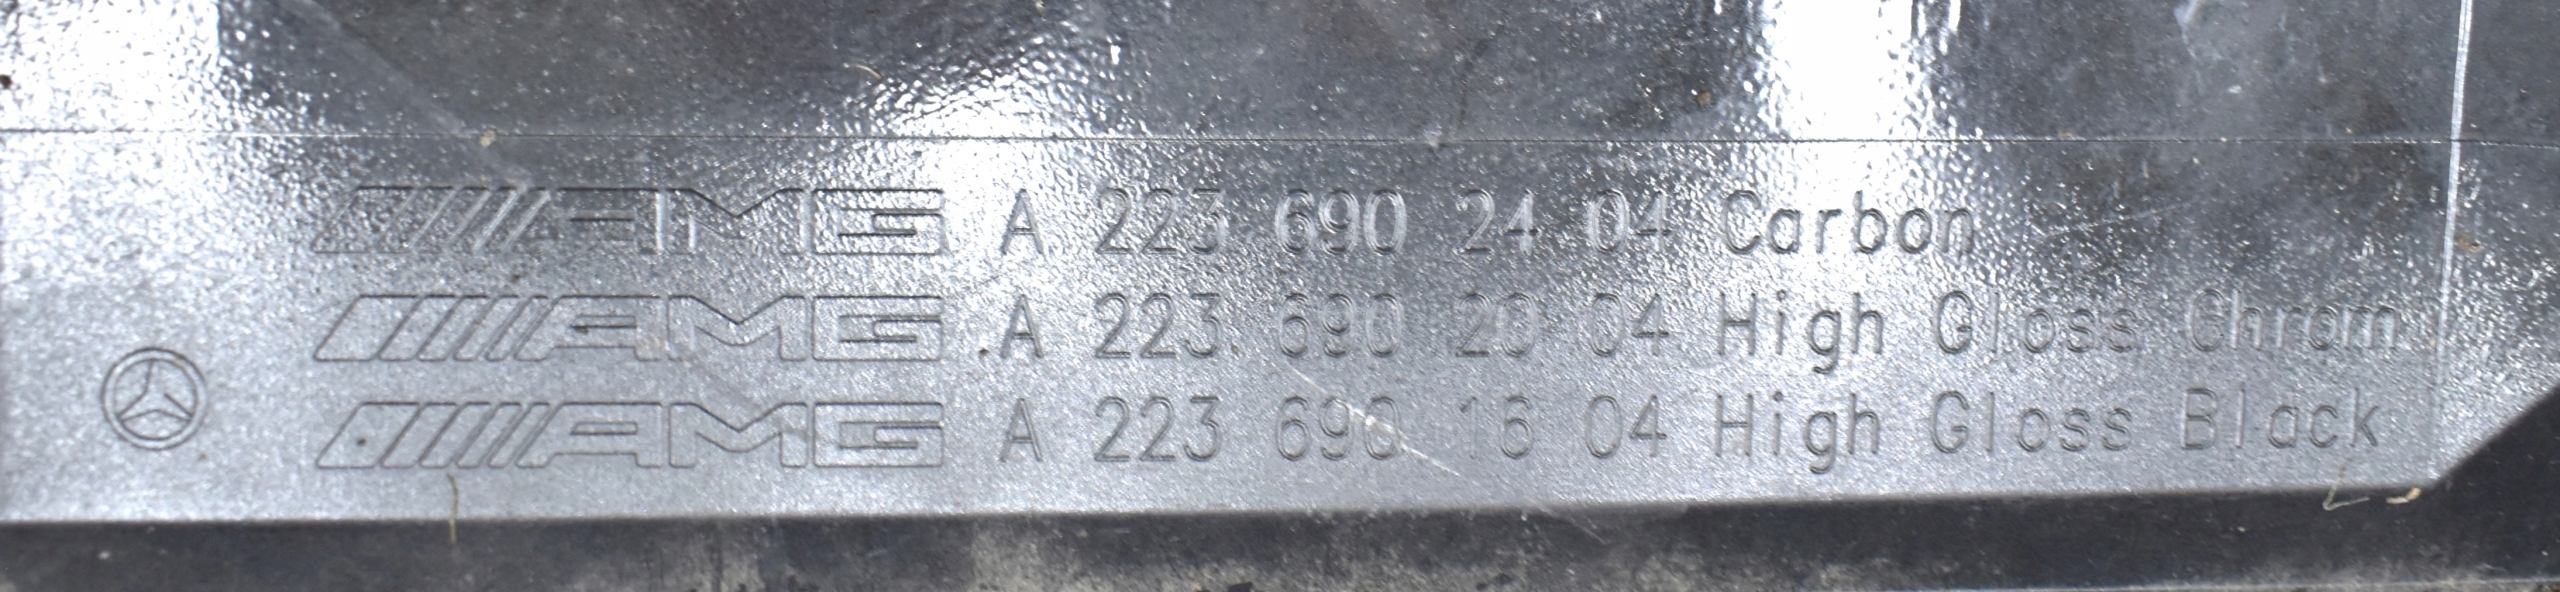 AMG A 223 690 24 04 Carbon
AMG A 223 690 20 04 High Gloss Chrom
AMG A 223 690 16 04 High Gloss Black